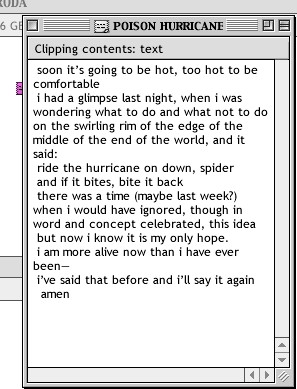 RODA
6 GE
POISON HURRICANE
Clipping contents: text
soon it's going to be hot, too hot to be
comfortable
i had a glimpse last night, when i was
wondering what to do and what not to do
on the swirling rim of the edge of the
middle of the end of the world, and it
said:
ride the hurricane on down, spider
and if it bites, bite it back
there was a time (maybe last week?)
when i would have ignored, though in
word and concept celebrated, this idea
but now i know it is my only hope.
i am more alive now than i have ever
been—
i've said that before and i'll say it again
amen